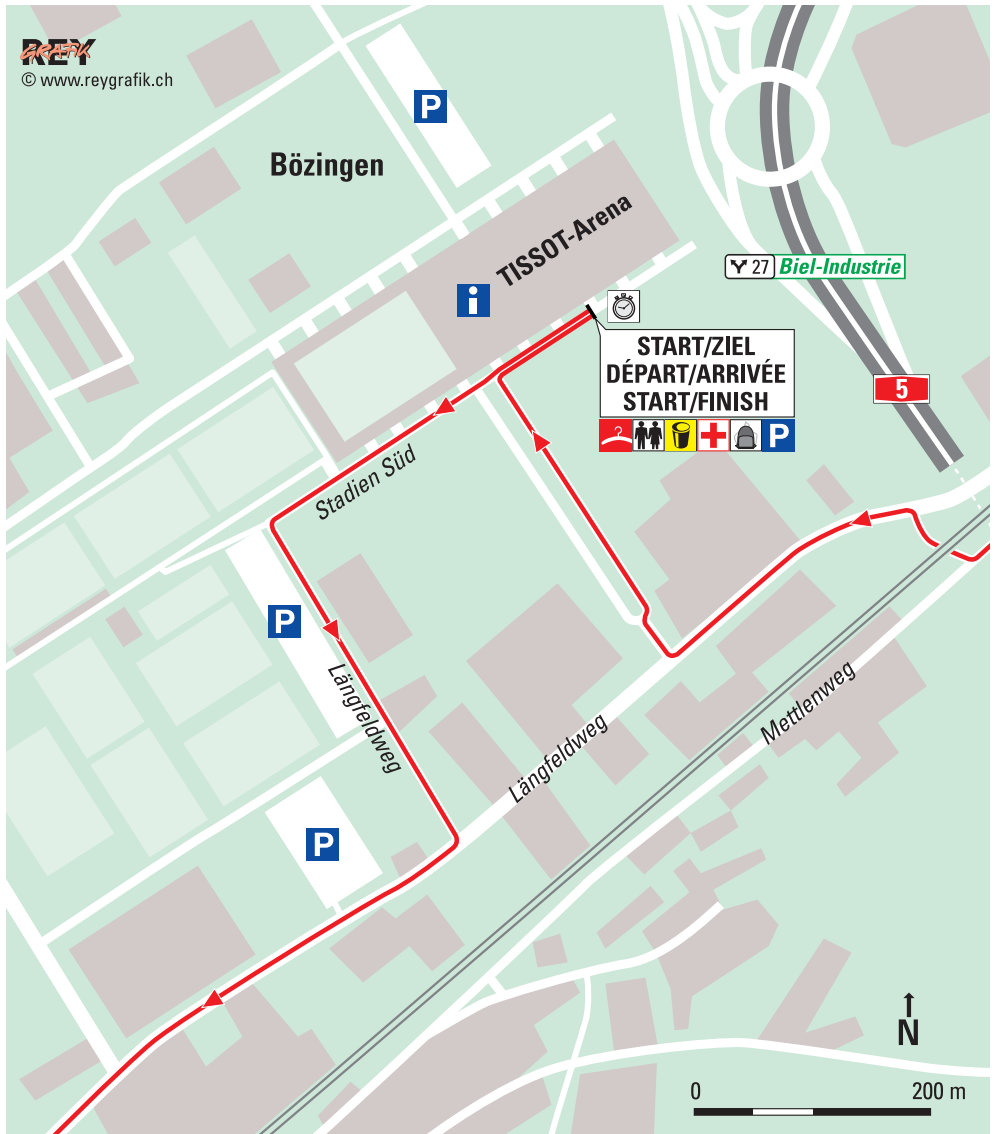 REY
GRAFIK
© www.reygrafik.ch
P
Bözingen
TISSOT-Arena
i
27 Biel-Industrie
START/ZIEL
DÉPART/ARRIVÉE
START/FINISH
P
5
Stadien Süd
P
Längfeldweg
Längfeldweg
Mettlenweg
P
N
0 200 m